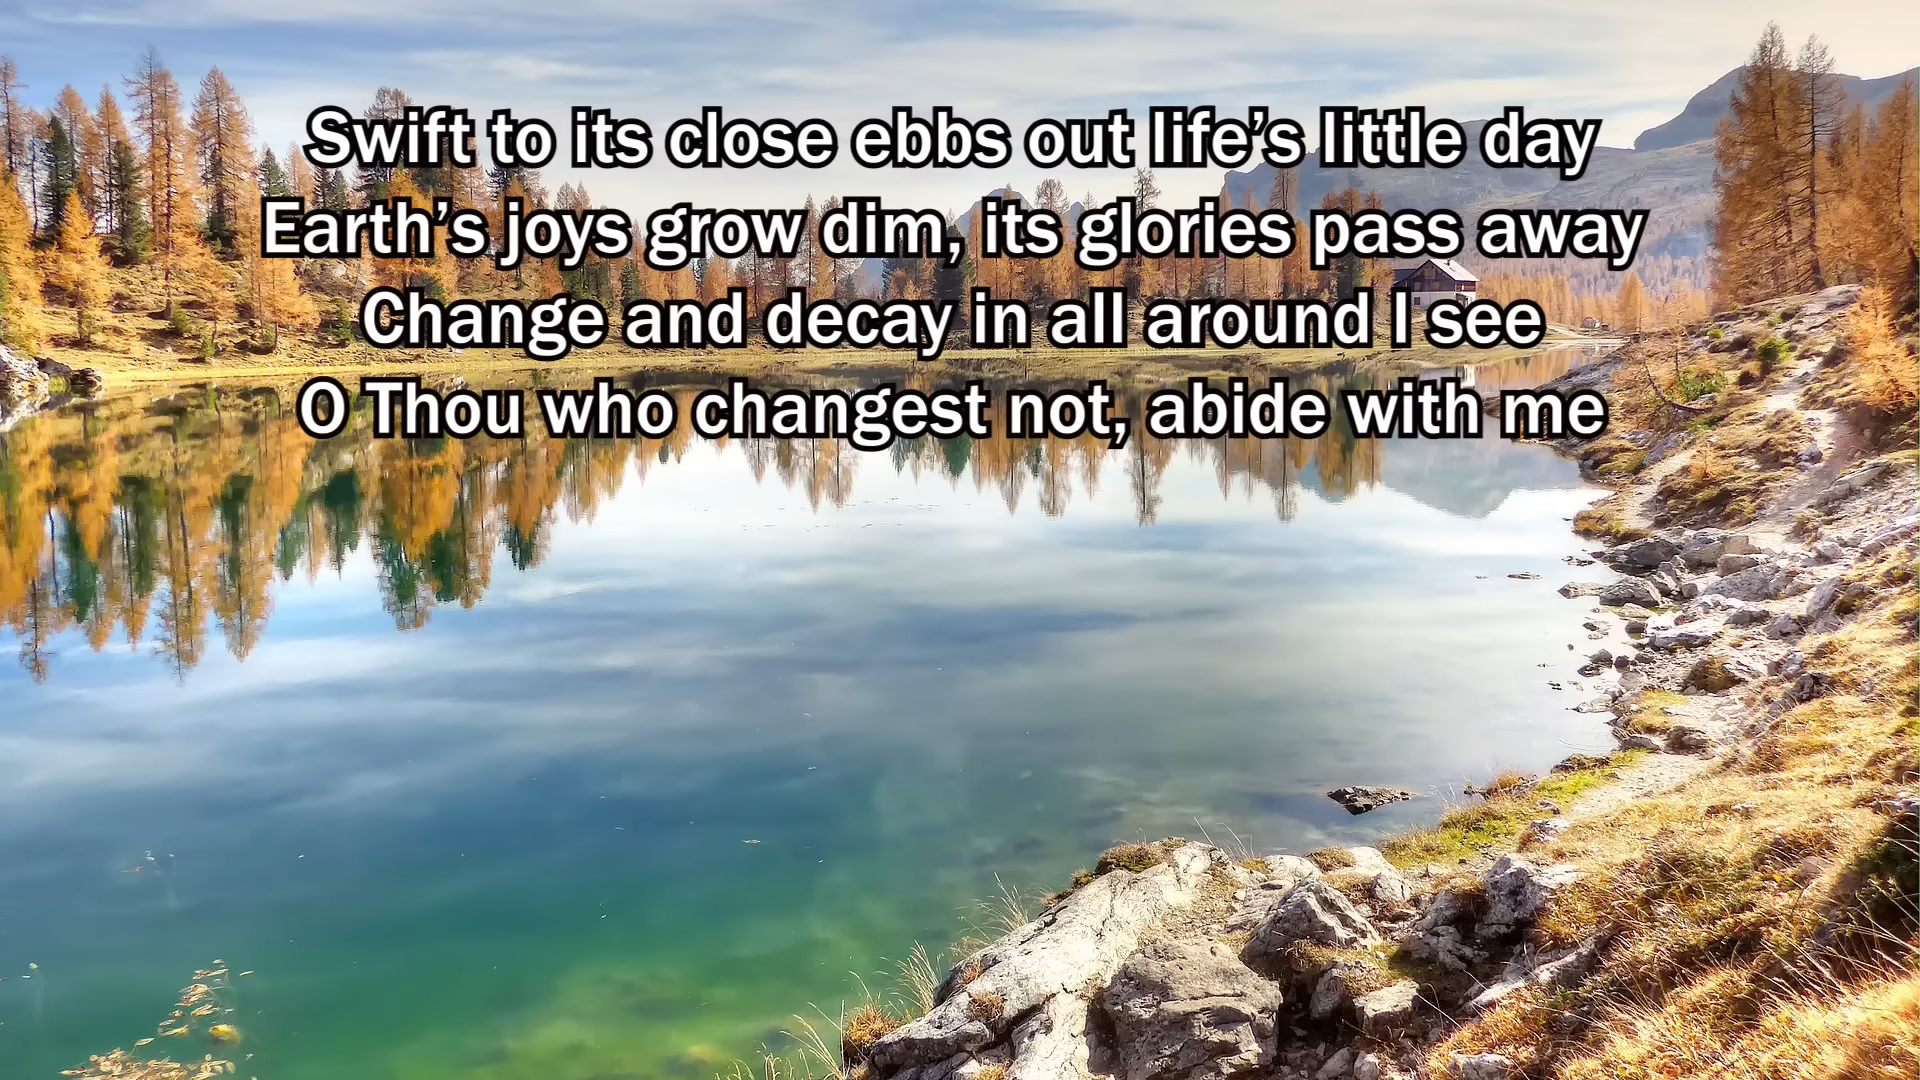 Swift to its close ebbs out life’s little day
Earth’s joys grow dim, its glories pass away
Change and decay in all around I see
O Thou who changest not, abide with me